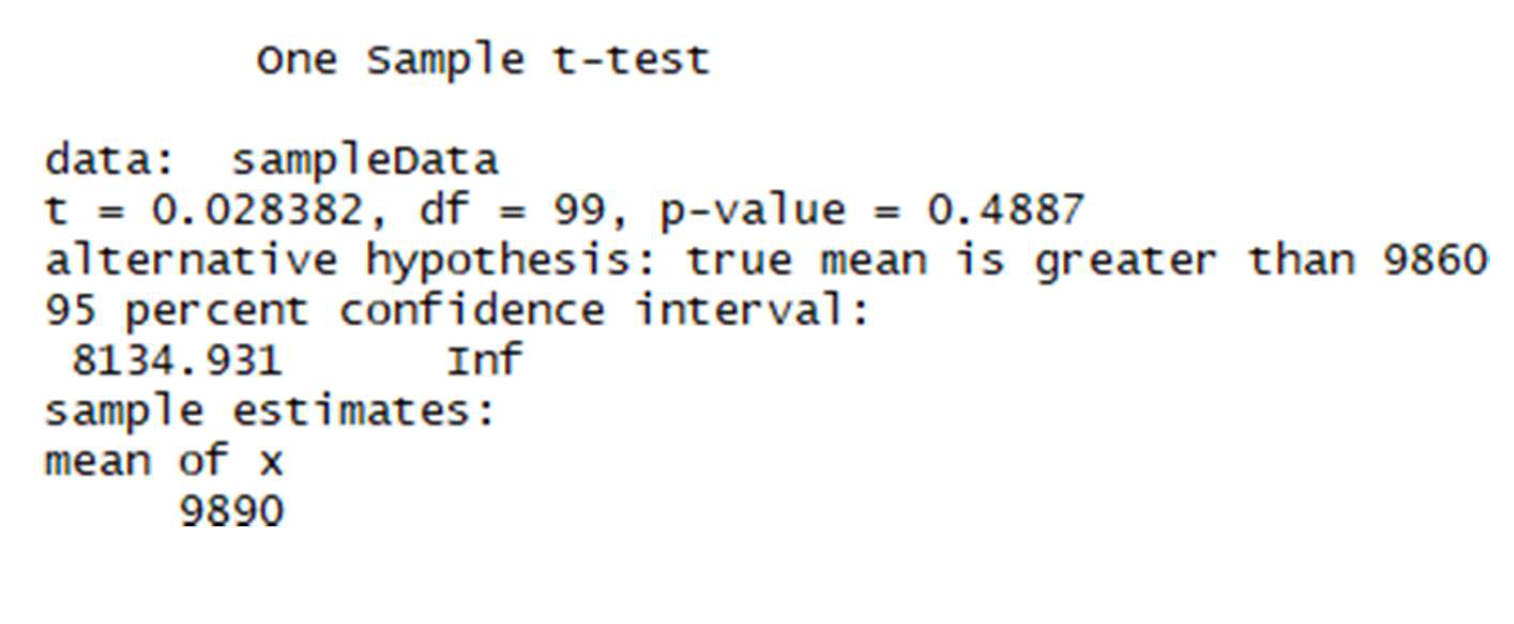 One Sample t-test
data:  sampleData
t = 0.028382, df = 99, p-value = 0.4887
alternative hypothesis: true mean is greater than 9860
95 percent confidence interval:
 8134.931      Inf
sample estimates:
mean of x
     9890